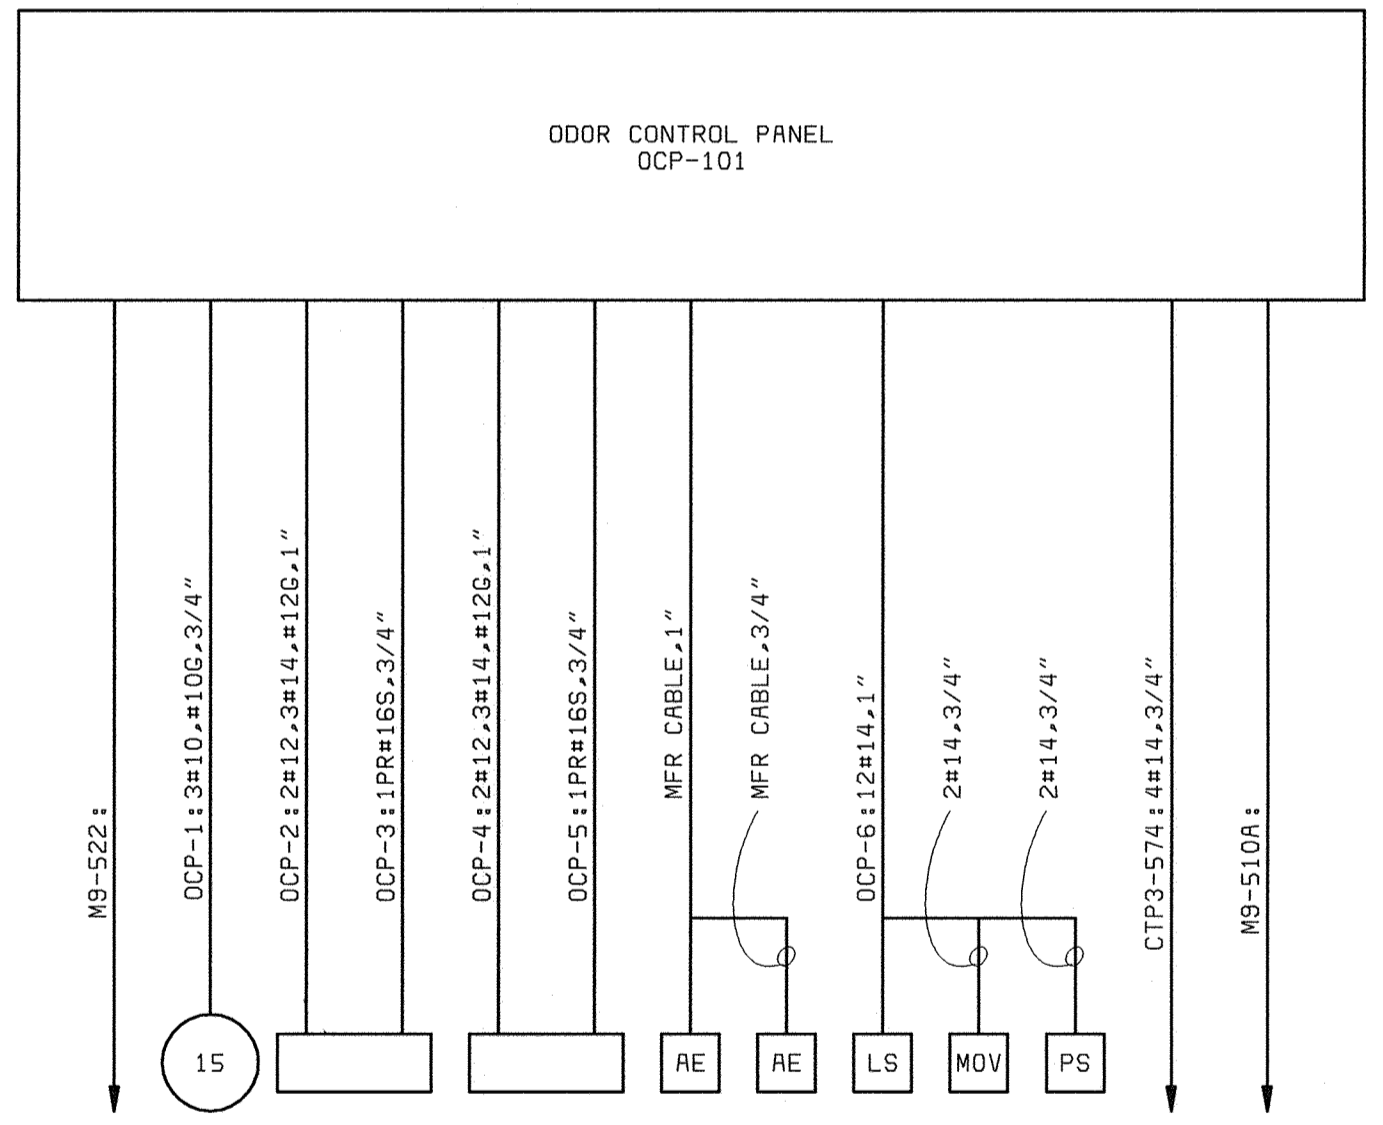 ODOR CONTROL PANEL
OCP-101
M9-522:
OCP-1:3#10,#10G,3/4″
OCP-2:2#12,3#14,#12G,1″
OCP-3:1PR#16S,3/4″
OCP-4:2#12,3#14,#12G,1″
OCP-5:1PR#16S,3/4″
MFR CABLE,1″
MFR CABLE,3/4″
OCP-6:12#14,1″
2#14,3/4″
2#14,3/4″
CTP3-574:4#14,3/4″
M9-510A:
15
AE
AE
LS
MOV
PS